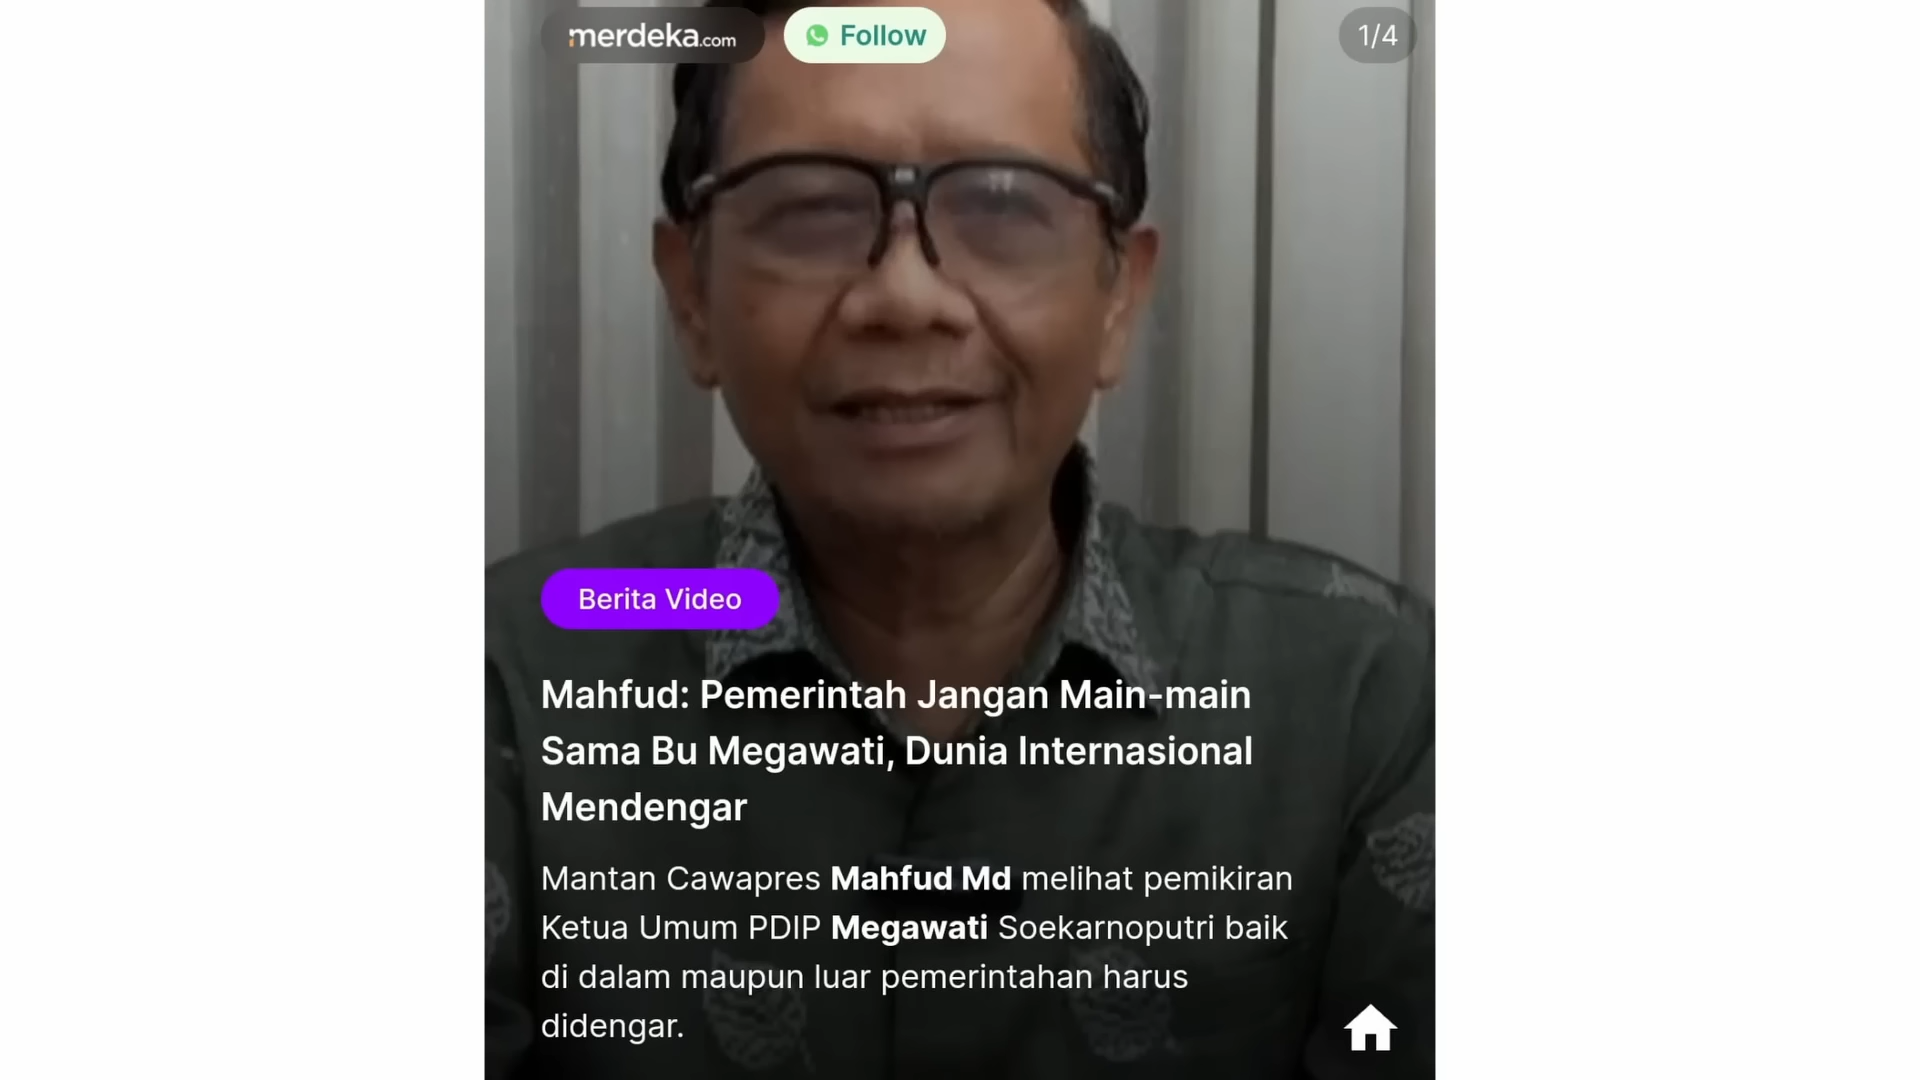 merdeka.com
Follow
1/4
Berita Video
Mahfud: Pemerintah Jangan Main-main
Sama Bu Megawati, Dunia Internasional
Mendengar
Mantan Cawapres Mahfud Md melihat pemikiran
Ketua Umum PDIP Megawati Soekarnoputri baik
di dalam maupun luar pemerintahan harus
didengar.